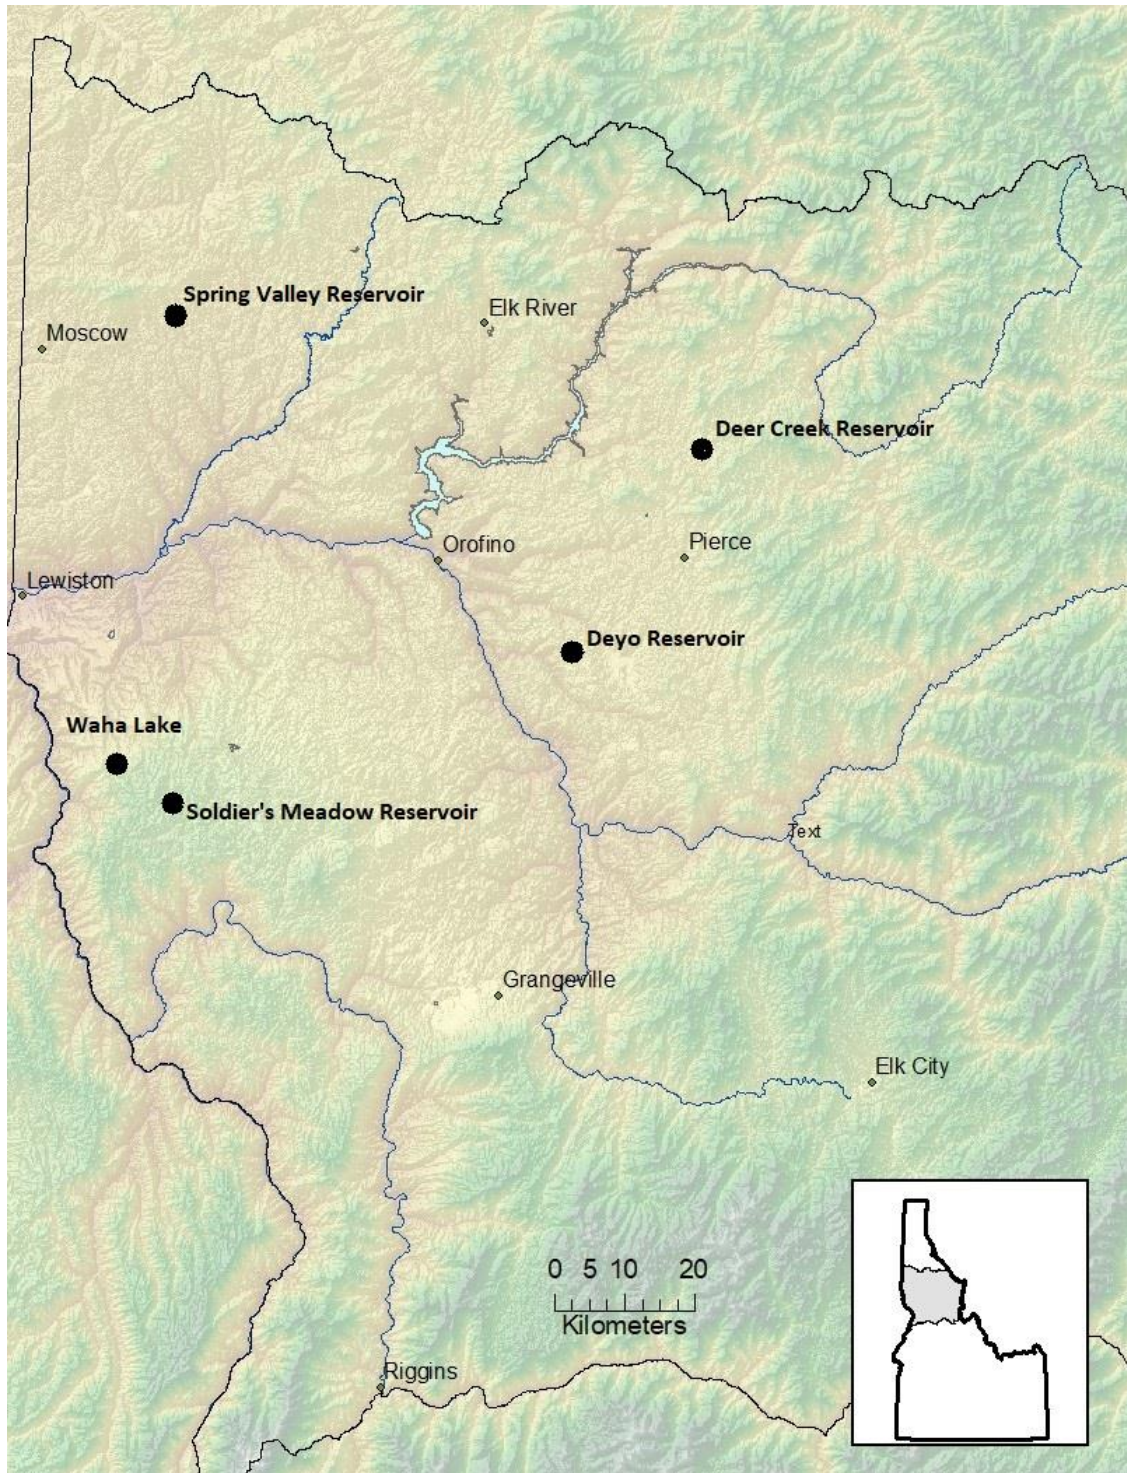 Spring Valley Reservoir
Elk River
Moscow
Deer Creek Reservoir
Orofino
Pierce
Lewiston
Deyo Reservoir
Waha Lake
Soldier's Meadow Reservoir
Text
Grangeville
Elk City
0 5 10 20
Kilometers
Riggins